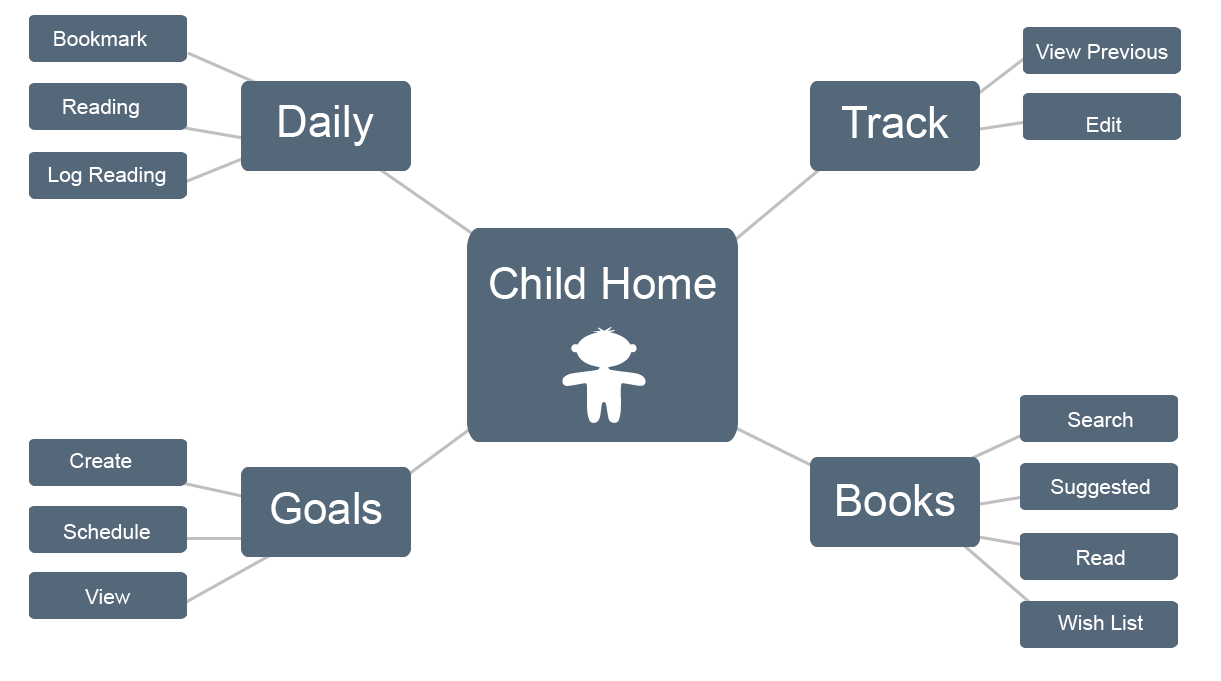 Bookmark
Reading
Log Reading
Daily
Track
View Previous
Edit
Child Home
Create
Schedule
View
Goals
Books
Search
Suggested
Read
Wish List